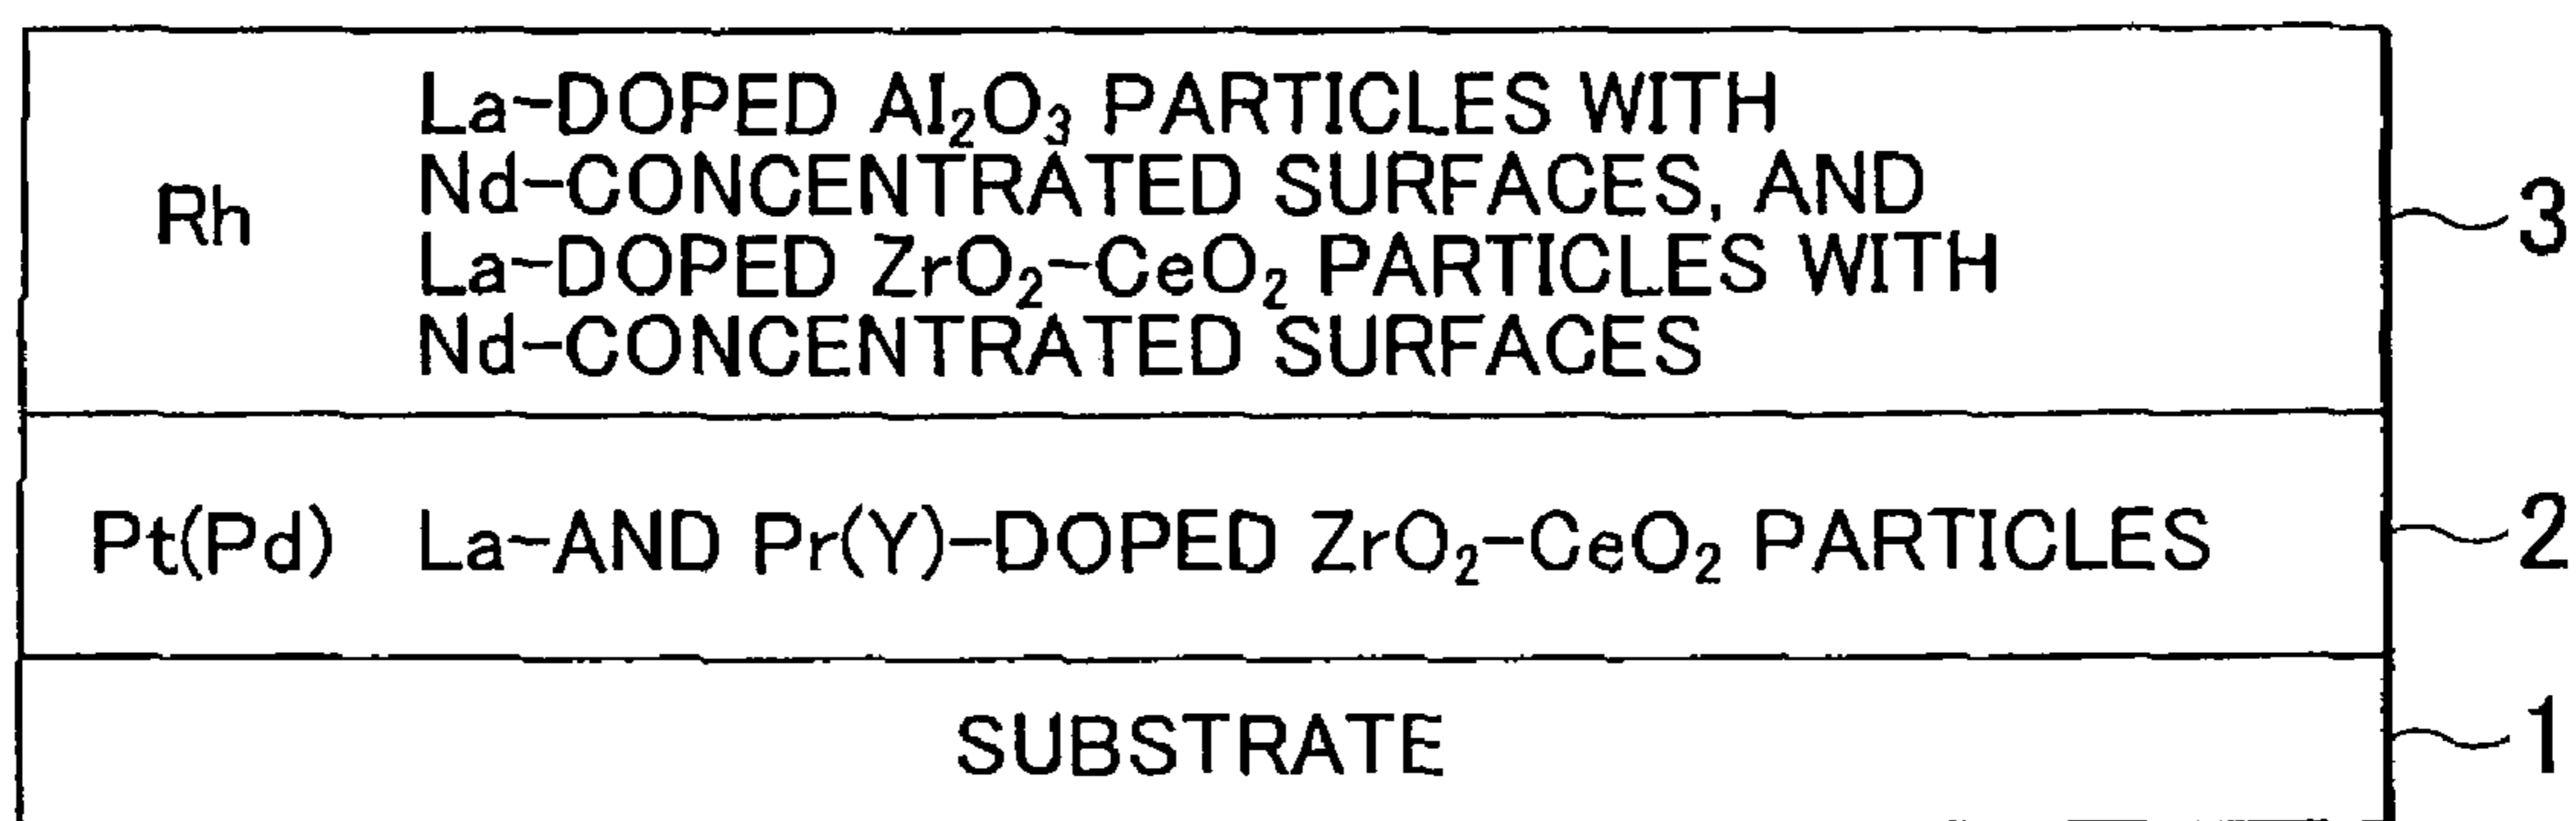 La-DOPED Al₂O₃ PARTICLES WITH
Nd-CONCENTRATED SURFACES, AND
Rh
La-DOPED ZrO₂-CeO₂ PARTICLES WITH
Nd-CONCENTRATED SURFACES
3
Pt(Pd) La-AND Pr(Y)-DOPED ZrO₂-CeO₂ PARTICLES 2
SUBSTRATE 1